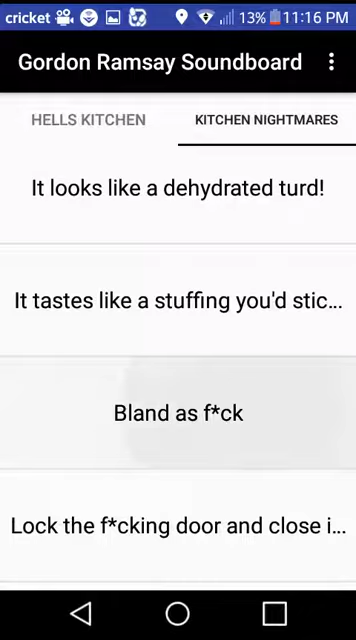 cricket 13% 11:16 PM
Gordon Ramsay Soundboard
HELLS KITCHEN KITCHEN NIGHTMARES
It looks like a dehydrated turd!
It tastes like a stuffing you'd stic...
Bland as f*ck
Lock the f*cking door and close i...